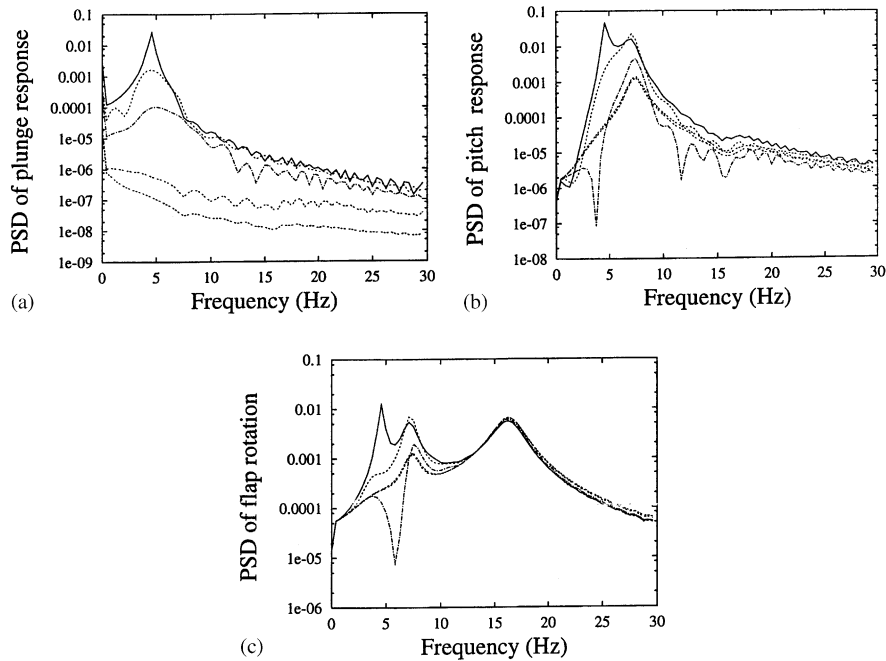 0.1
0.01
0.001
0.0001
1e-05
1e-06
1e-07
1e-08
1e-09
PSD of plunge response
0 5 10 15 20 25 30
Frequency (Hz)
(a)
0.1
0.01
0.001
0.0001
1e-05
1e-06
1e-07
1e-08
PSD of pitch response
0 5 10 15 20 25 30
Frequency (Hz)
(b)
0.1
0.01
0.001
0.0001
1e-05
1e-06
PSD of flap rotation
0 5 10 15 20 25 30
Frequency (Hz)
(c)